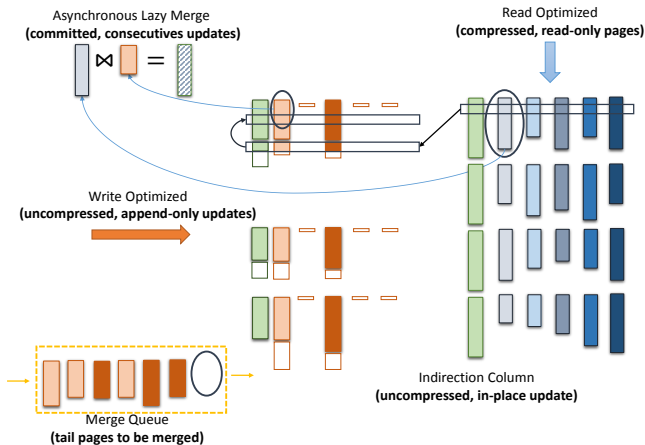 Asynchronous Lazy Merge
(committed, consecutives updates)
=
Read Optimized
(compressed, read-only pages)
Write Optimized
(uncompressed, append-only updates)
Indirection Column
(uncompressed, in-place update)
Merge Queue
(tail pages to be merged)